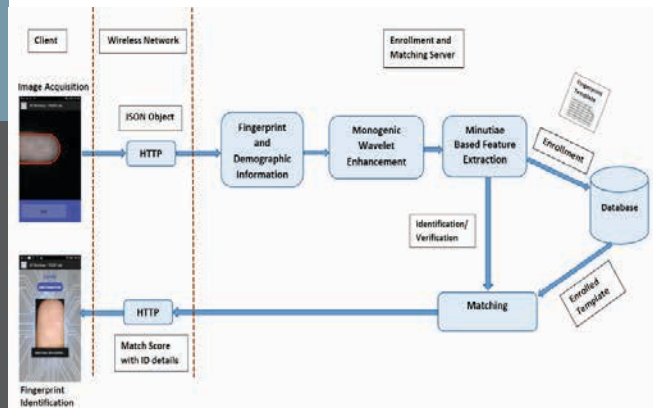 Client
Wireless Network
Enrollment and
Matching Server
Image Acquisition
JSON Object
HTTP
Fingerprint
and
Demographic
Information
Monogenic
Wavelet
Enhancement
Minutiae
Based Feature
Extraction
Fingerprint
Template
Enrollment
Database
Identification/
Verification
Enrolled
Template
Matching
HTTP
Match Score
with ID details
Fingerprint
Identification